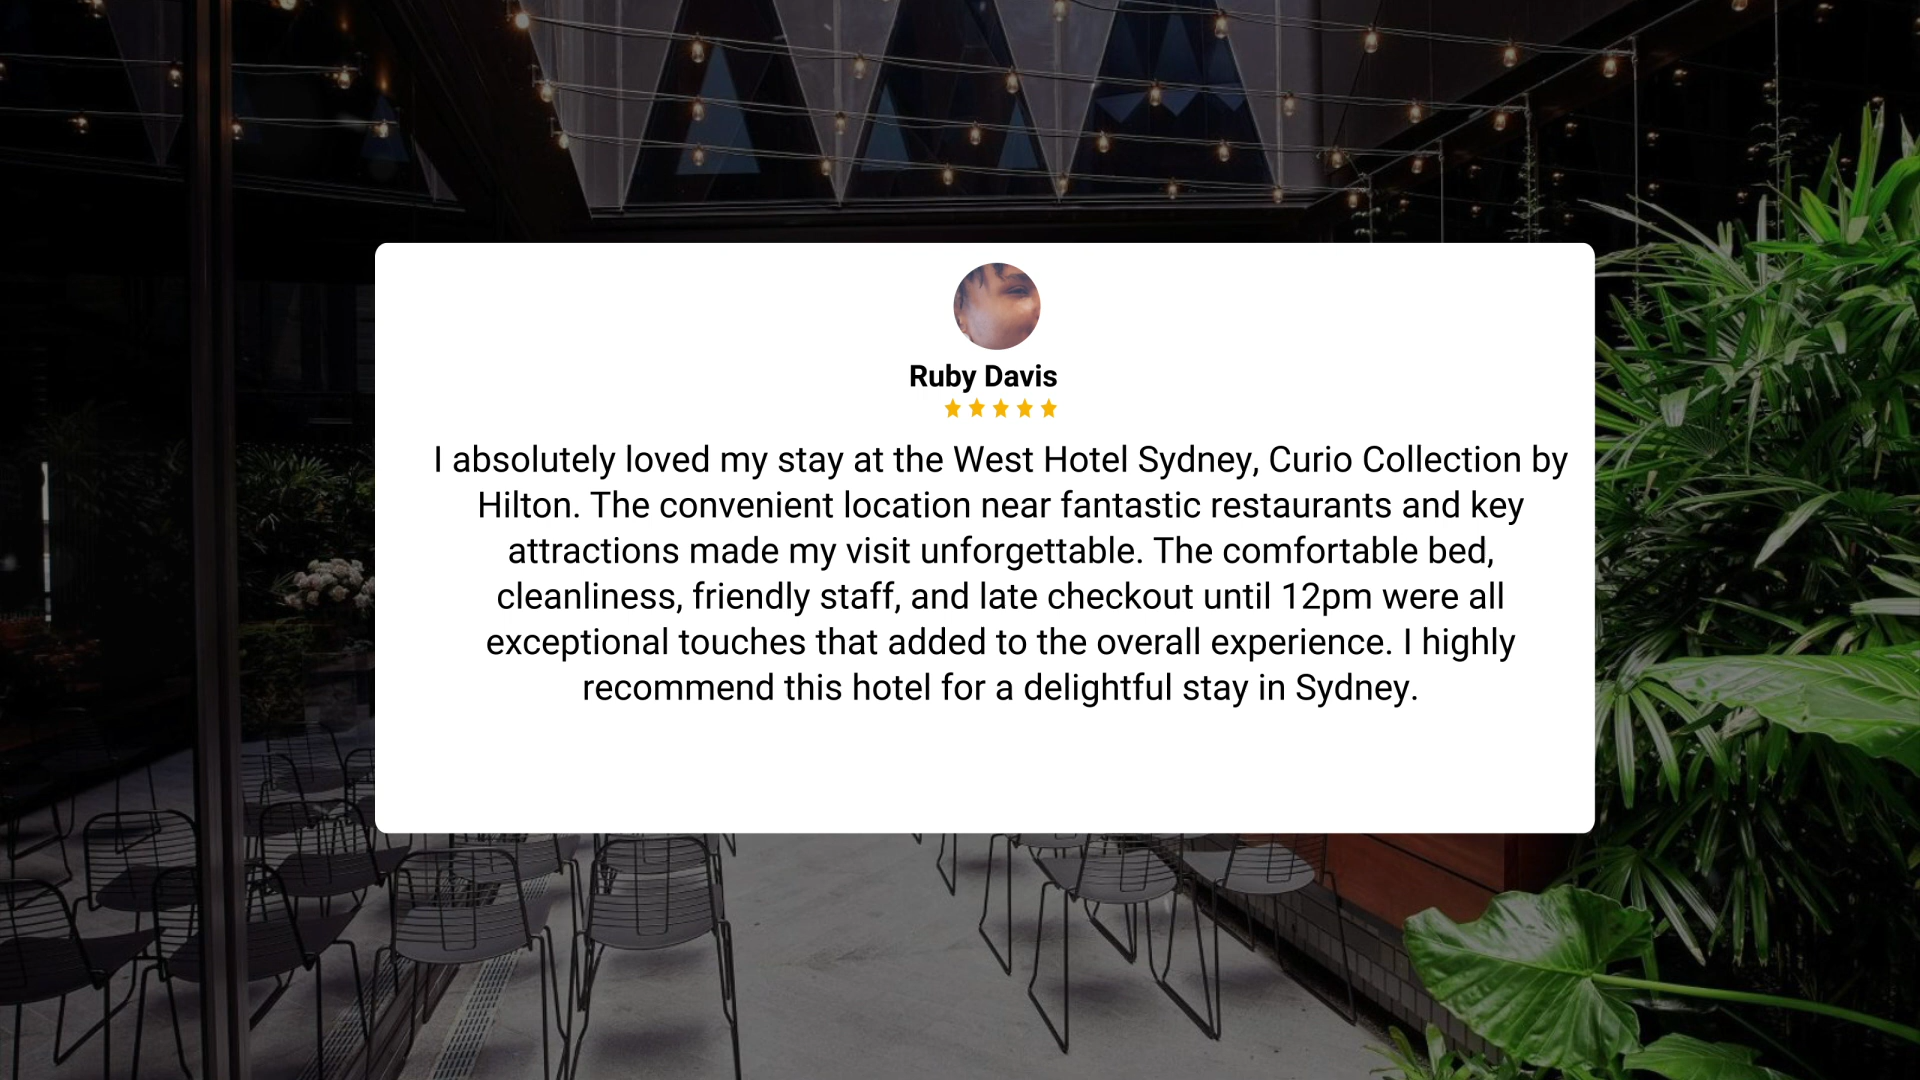 Ruby Davis
I absolutely loved my stay at the West Hotel Sydney, Curio Collection by
Hilton. The convenient location near fantastic restaurants and key
attractions made my visit unforgettable. The comfortable bed,
cleanliness, friendly staff, and late checkout until 12pm were all
exceptional touches that added to the overall experience. I highly
recommend this hotel for a delightful stay in Sydney.